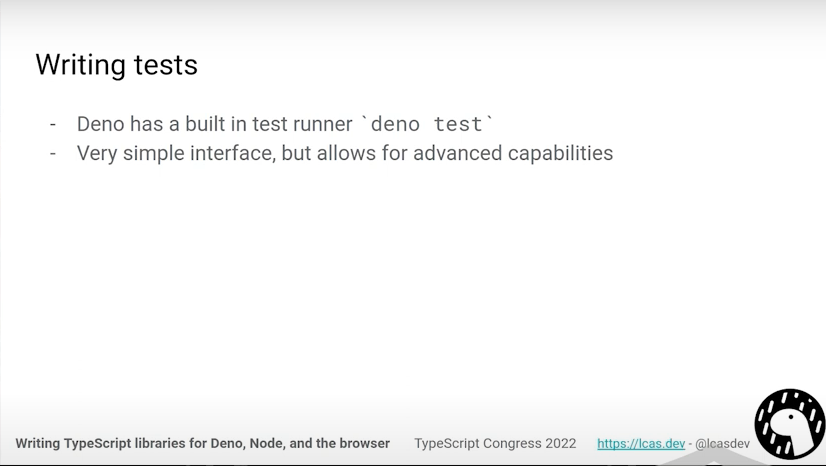 Writing tests
- Deno has a built in test runner `deno test`
- Very simple interface, but allows for advanced capabilities
Writing TypeScript libraries for Deno, Node, and the browser TypeScript Congress 2022 https://lcas.dev - @lcasdev